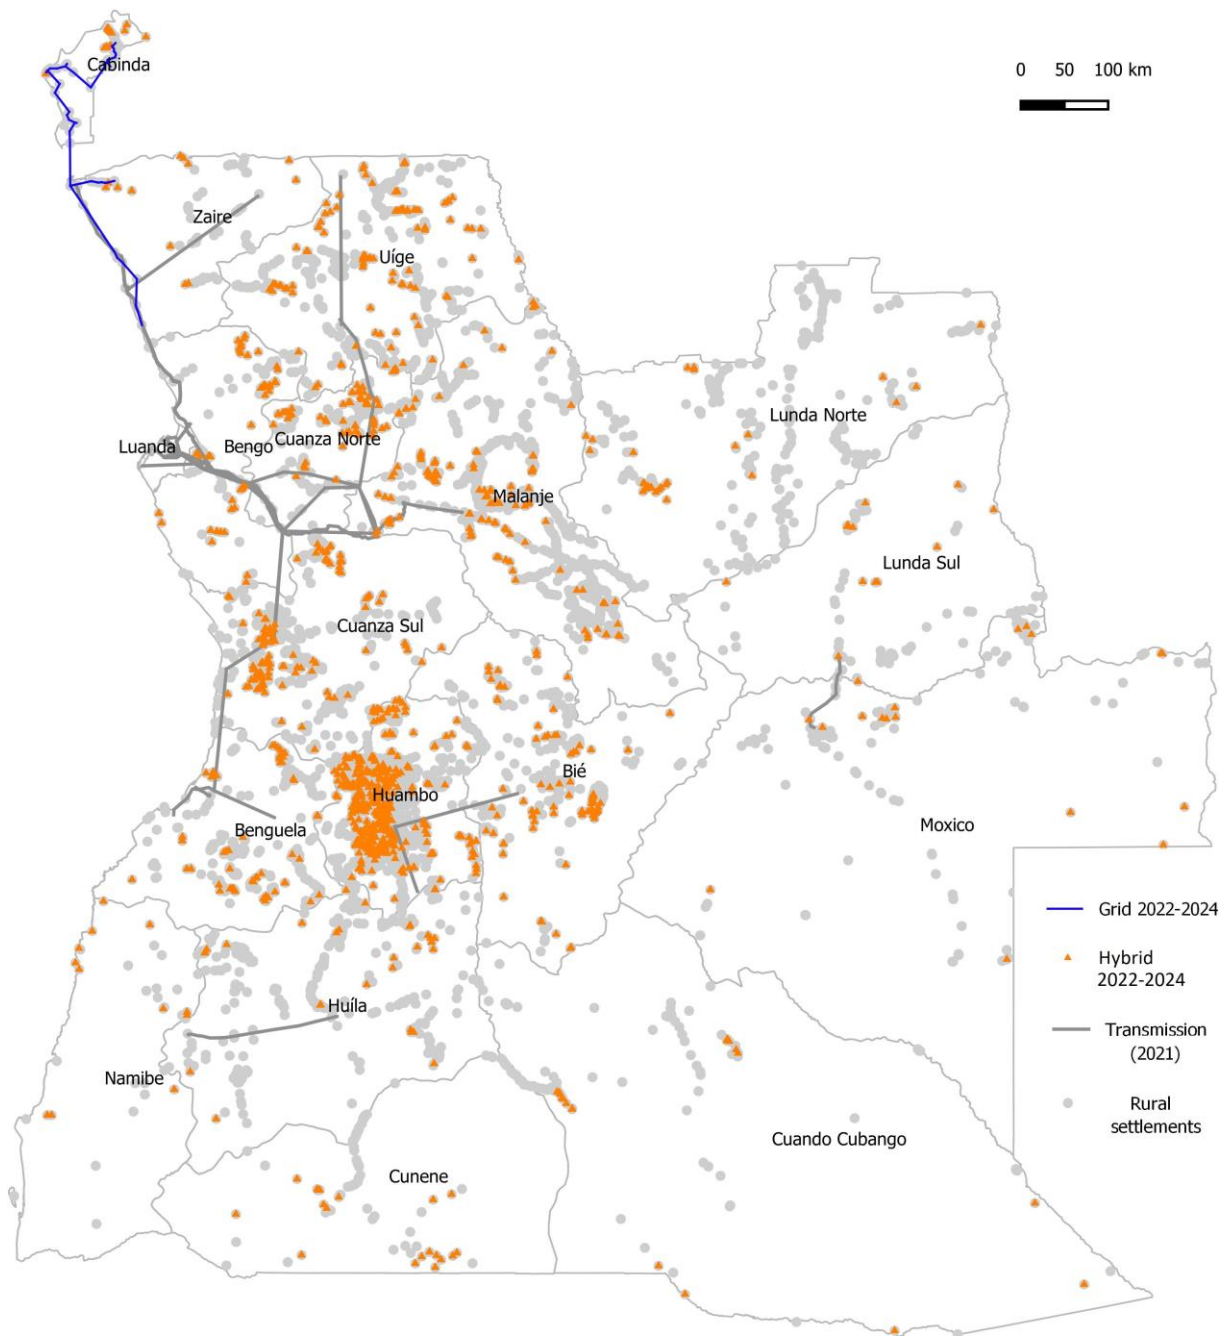 0 50 100 km
Cabinda
Zaire
Uíge
Lunda Norte
Luanda
Bengo
Cuanza Norte
Malanje
Lunda Sul
Cuanza Sul
Bié
Huambo
Benguela
Moxico
Grid 2022-2024
Hybrid
2022-2024
Transmission
(2021)
Rural
settlements
Huíla
Namibe
Cuando Cubango
Cunene